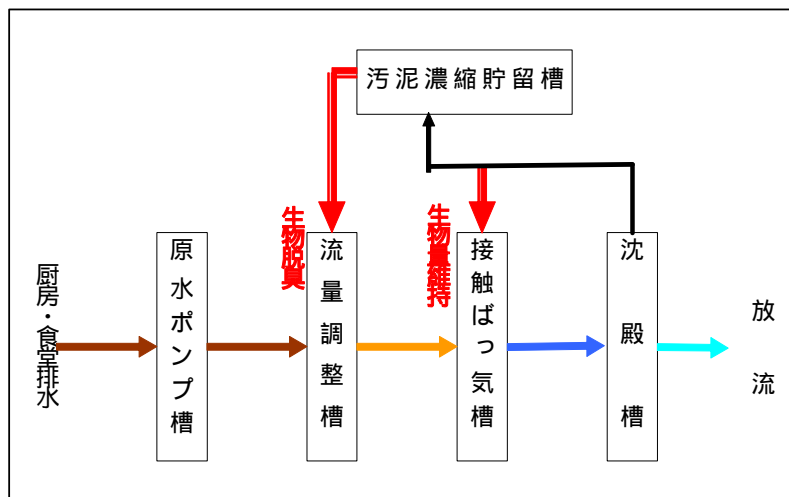 汚泥濃縮貯留槽
生物脱臭
生物量維持
厨房・食堂排水
原水ポンプ槽
流量調整槽
接触ばっ気槽
沈殿槽
放流